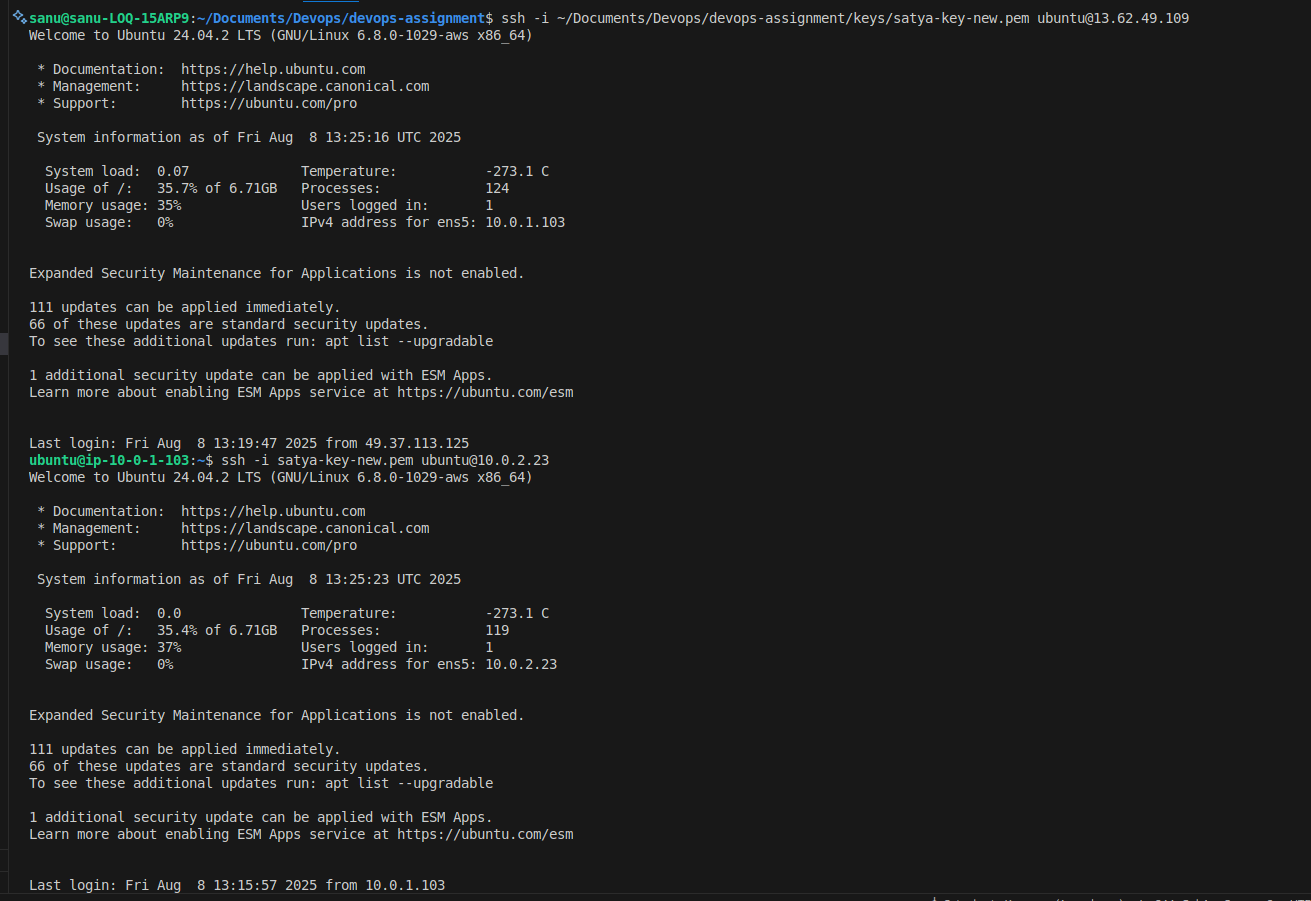 sanu@sanu-LOQ-15ARP9:~/Documents/Devops/devops-assignment$ ssh -i ~/Documents/Devops/devops-assignment/keys/satya-key-new.pem ubuntu@13.62.49.109
Welcome to Ubuntu 24.04.2 LTS (GNU/Linux 6.8.0-1029-aws x86_64)

 * Documentation:  https://help.ubuntu.com
 * Management:     https://landscape.canonical.com
 * Support:        https://ubuntu.com/pro

 System information as of Fri Aug  8 13:25:16 UTC 2025

  System load:  0.07              Temperature:           -273.1 C
  Usage of /:   35.7% of 6.71GB   Processes:             124
  Memory usage: 35%               Users logged in:       1
  Swap usage:   0%                IPv4 address for ens5: 10.0.1.103

Expanded Security Maintenance for Applications is not enabled.

111 updates can be applied immediately.
66 of these updates are standard security updates.
To see these additional updates run: apt list --upgradable

1 additional security update can be applied with ESM Apps.
Learn more about enabling ESM Apps service at https://ubuntu.com/esm

Last login: Fri Aug  8 13:19:47 2025 from 49.37.113.125
ubuntu@ip-10-0-1-103:~$ ssh -i satya-key-new.pem ubuntu@10.0.2.23
Welcome to Ubuntu 24.04.2 LTS (GNU/Linux 6.8.0-1029-aws x86_64)

 * Documentation:  https://help.ubuntu.com
 * Management:     https://landscape.canonical.com
 * Support:        https://ubuntu.com/pro

 System information as of Fri Aug  8 13:25:23 UTC 2025

  System load:  0.0               Temperature:           -273.1 C
  Usage of /:   35.4% of 6.71GB   Processes:             119
  Memory usage: 37%               Users logged in:       1
  Swap usage:   0%                IPv4 address for ens5: 10.0.2.23

Expanded Security Maintenance for Applications is not enabled.

111 updates can be applied immediately.
66 of these updates are standard security updates.
To see these additional updates run: apt list --upgradable

1 additional security update can be applied with ESM Apps.
Learn more about enabling ESM Apps service at https://ubuntu.com/esm

Last login: Fri Aug  8 13:15:57 2025 from 10.0.1.103